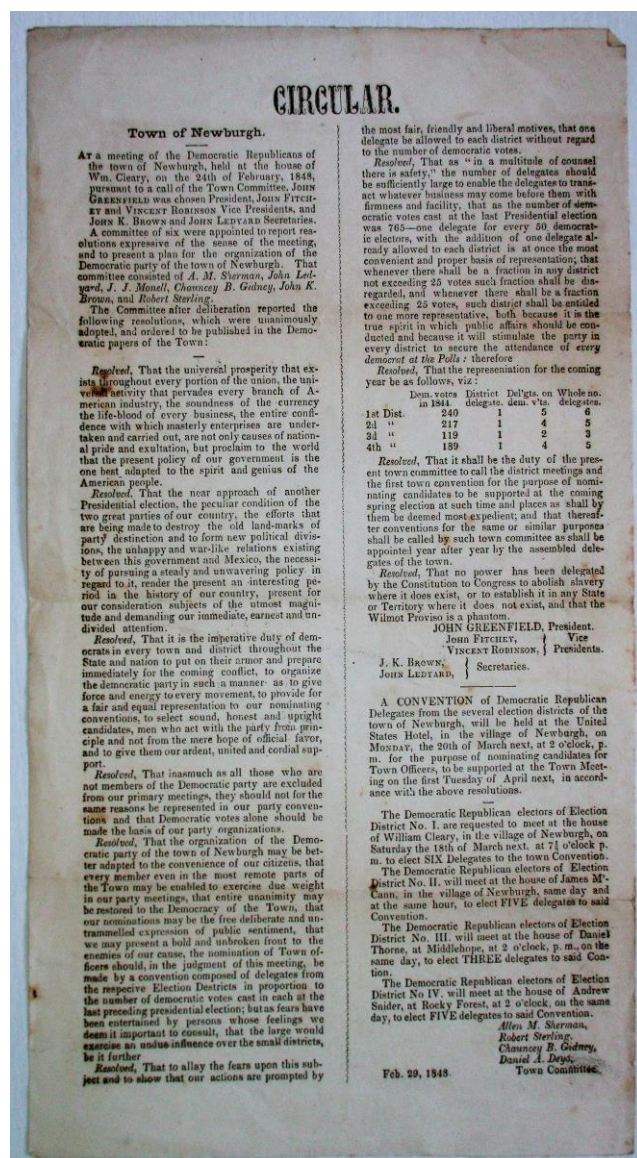 CIRCULAR.
Town of Newburgh.
AT a meeting of the Democratic Republicans of
the town of Newburgh, held at the house of
Wm. Cleary, on the 24th of February, 1848,
pursuant to a call of the Town Committee, JOHN
GREENFIELD was chosen President, JOHN FITCH-
EY and VINCENT ROBINSON Vice Presidents, and
JOHN K. BROWN and JOHN LEDYARD Secretaries.
A committee of six were appointed to report res-
olutions expressive of the sense of the meeting,
and to present a plan for the organization of the
Democratic party of the town of Newburgh. That
committee consisted of A. M. Sherman, John Led-
yard, J. J. Monell, Chauncey B. Gidney, John K.
Brown, and Robert Sterling.
The Committee after deliberation reported the
following resolutions, which were unanimously
adopted, and ordered to be published in the Demo-
cratic papers of the Town:
Resolved, That the universal prosperity that ex-
ists throughout every portion of the union, the uni-
versal activity that pervades every branch of A-
merican industry, the soundness of the currency
the life-blood of every business, the entire confi-
dence with which masterly enterprises are under-
taken and carried out, are not only causes of nation-
al pride and exultation, but proclaim to the world
that the present policy of our government is the
one best adapted to the spirit and genius of the
American people.
Resolved, That the near approach of another
Presidential election, the peculiar condition of the
two great parties of our country, the efforts that
are being made to destroy the old land-marks of
party destinction and to form new political divis-
ions, the unhappy and war-like relations existing
between this government and Mexico, the necessi-
ty of pursuing a steady and unwavering policy in
regard to it, render the present an interesting pe-
riod in the history of our country, present for
our consideration subjects of the utmost magni-
tude and demanding our immediate, earnest and un-
divided attention.
Resolved, That it is the imperative duty of dem-
ocrats in every town and district throughout the
State and nation to put on their armor and prepare
immediately for the coming conflict, to organize
the democratic party in such a manner as to give
force and energy to every movement, to provide for
a fair and equal representation to our nominating
conventions, to select sound, honest and upright
candidates, men who act with the party from prin-
ciple and not from the mere hope of official favor,
and to give them our ardent, united and cordial sup-
port.
Resolved, That inasmuch as all those who are
not members of the Democratic party are excluded
from our primary meetings, they should not for the
same reasons be represented in our party conven-
tions and that Democratic votes alone should be
made the basis of our party organizations.
Resolved, That the organization of the Demo-
cratic party of the town of Newburgh may be bet-
ter adapted to the convenience of our citizens, that
every member even in the most remote parts of
the Town may be enabled to exercise due weight
in our party meetings, that entire unanimity may
be restored to the Democracy of the Town, that
our nominations may be the free deliberate and un-
trammelled expression of public sentiment, that
we may present a bold and unbroken front to the
enemies of our cause, the nomination of Town of-
ficers should, in the judgment of this meeting, be
made by a convention composed of delegates from
the respecive Election Destricts in proportion to
the number of democratic votes cast in each at the
last preceding presidential election; but as fears have
been entertained by persons whose feelings we
deem it important to consult, that the large would
exercise an undue influence over the small districts,
be it further
Resolved, That to allay the fears upon this sub-
ject and to show that our actions are prompted by
the most fair, friendly and liberal motives, that one
delegate be allowed to each district without regard
to the number of democratic votes.
Resolved, That as "in a multitude of counsel
there is safety," the number of delegates should
be sufficiently large to enable the delegates to trans-
act whatever business may come before them with
firmness and facility, that as the number of dem-
ocratic votes cast at the last Presidential election
was 765—one delegate for every 50 democrat-
ic electors, with the addition of one delegate al-
ready allowed to each district is at once the most
convenient and proper basis of representation; that
whenever there shall be a fraction in any district
not exceeding 25 votes such fraction shall be dis-
regarded, and whenever there shall be a fraction
exceeding 25 votes, such district shall be entitled
to one more representative, both because it is the
true spirit in which public affairs should be con-
ducted and because it will stimulate the party in
every district to secure the attendance of every
democrat at the Polls: therefore
Resolved, That the representation for the coming
year be as follows, viz:
Dem. votes District Del'gts. on Whole no.
in 1844. delegate. dem. v'ts. delegates.
1st Dist. 240 1 5 6
2d " 217 1 4 5
3d " 119 1 2 3
4th " 189 1 4 5
Resolved, That it shall be the duty of the pres-
ent town committee to call the district meetings and
the first town convention for the purpose of nomi-
nating candidates to be supported at the coming
spring election at such time and places as shall by
them be deemed most expedient; and that thereaf-
ter conventions for the same or similar purposes
shall be called by such town committee as shall be
appointed year after year by the assembled dele-
gates of the town.
Resolved, That no power has been delegated
by the Constitution to Congress to abolish slavery
where it does exist, or to establish it in any State
or Territory where it does not exist, and that the
Wilmot Proviso is a phantom.
JOHN GREENFIELD, President.
JOHN FITCHEY, Vice
VINCENT ROBINSON, Presidents.
J. K. BROWN,
JOHN LEDYARD, Secretaries.
A CONVENTION of Democratic Republican
Delegates from the several election districts of the
town of Newburgh, will be held at the United
States Hotel, in the village of Newburgh, on
MONDAY, the 20th of March next, at 2 o'clock, p.
m. for the purpose of nominating candidates for
Town Officers, to be supported at the Town Meet-
ing on the first Tuesday of April next, in accord-
ance with the above resolutions.
The Democratic Republican electors of Election
District No. I. are requested to meet at the house
of William Cleary, in the village of Newburgh, on
Saturday the 18th of March next. at 7½ o'clock p.
m. to elect SIX Delegates to the town Convention.
The Democratic Republican electors of Election
District No. II. will meet at the house of James M'-
Cann, in the village of Newburgh, same day and
at the same hour, to elect FIVE delegates to said
Convention.
The Democratic Republican electors of Election
District No. III. will meet at the house of Daniel
Thorne, at Middlehope, at 2 o'clock, p. m., on the
same day, to elect THREE delegates to said Con-
tion.
The Democratic Republican electors of Election
District No IV. will meet at the house of Andrew
Snider, at Rocky Forest, at 2 o'clock, on the same
day, to elect FIVE delegates to said Convention.
Allen M. Sherman,
Robert Sterling.
Chauncey B. Gidney,
Daniel A. Deyo,
Feb. 29, 1848 Town Committee.